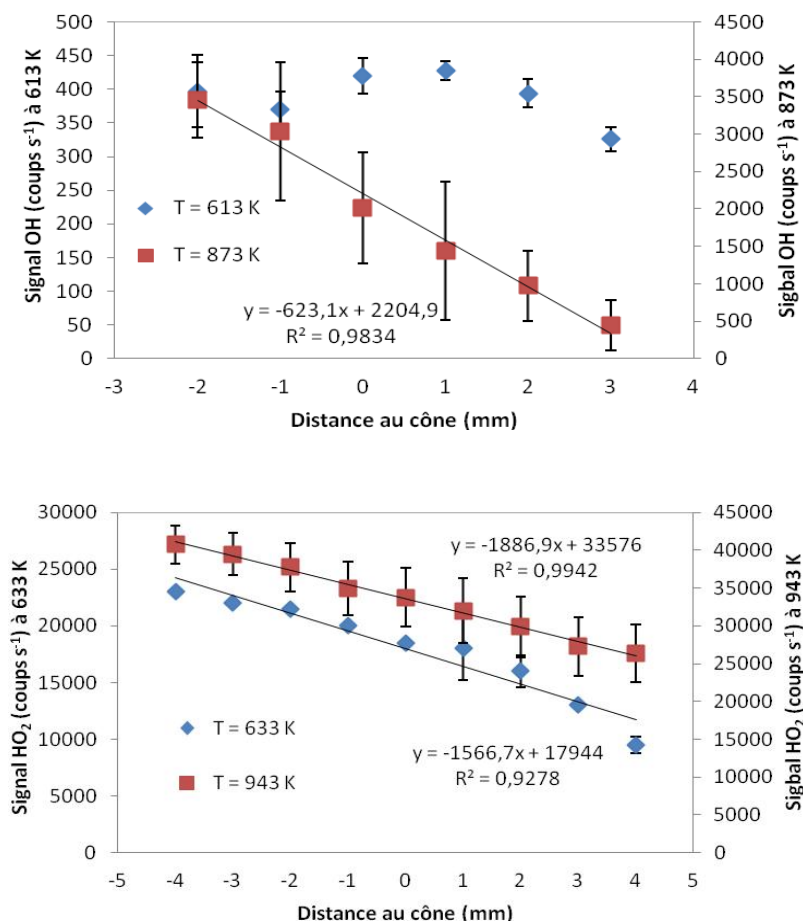 Signal OH (coups s⁻¹) à 613 K
500
450
400
350
300
250
200
150
100
50
0
T = 613 K
T = 873 K
y = -623,1x + 2204,9
R² = 0,9834
4500
4000
3500
3000
2500
2000
1500
1000
500
0
Sigbal OH (coups s⁻¹) à 873 K
-3 -2 -1 0 1 2 3 4
Distance au cône (mm)
Signal HO₂ (coups s⁻¹) à 633 K
30000
25000
20000
15000
10000
5000
0
y = -1886,9x + 33576
R² = 0,9942
T = 633 K
T = 943 K
y = -1566,7x + 17944
R² = 0,9278
45000
40000
35000
30000
25000
20000
15000
10000
5000
0
Sigbal HO₂ (coups s⁻¹) à 943 K
-5 -4 -3 -2 -1 0 1 2 3 4 5
Distance au cône (mm)